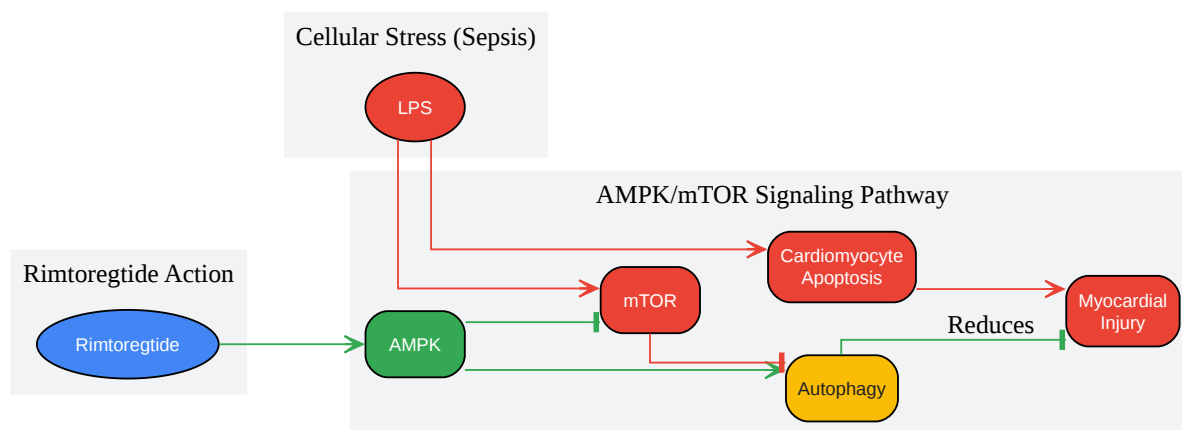 Cellular Stress (Sepsis)
LPS
AMPK/mTOR Signaling Pathway
Cardiomyocyte
Apoptosis
Rimtoregtide Action
mTOR
Myocardial
Injury
Reduces
Rimtoregtide
AMPK
Autophagy